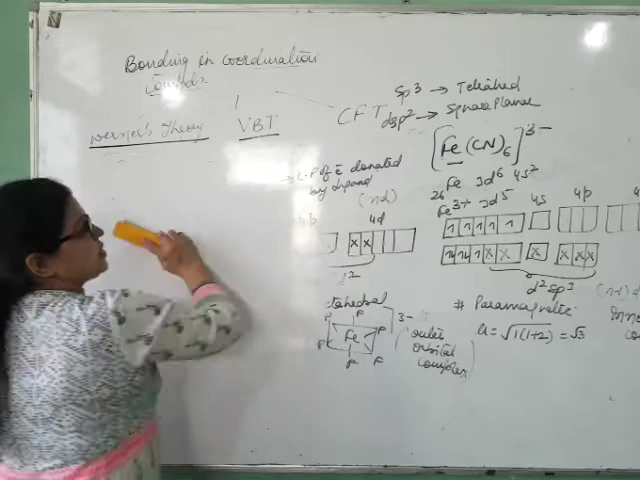 Bonding in coordination
compds.
Werner's Theory
VBT
CFT
sp3 → Tetrahed
dsp2 → Square Planar
L.P of e donated
by ligand
(nd)
4d
[Fe(CN)6]3-
26Fe 3d6 4s2
Fe3+ 3d5 4s 4p
d2sp3
Octahedral
3-
P P
P Fe P
P P
(outer
orbital
complex)
# Paramagnetic
u = √1(1+2) = √3